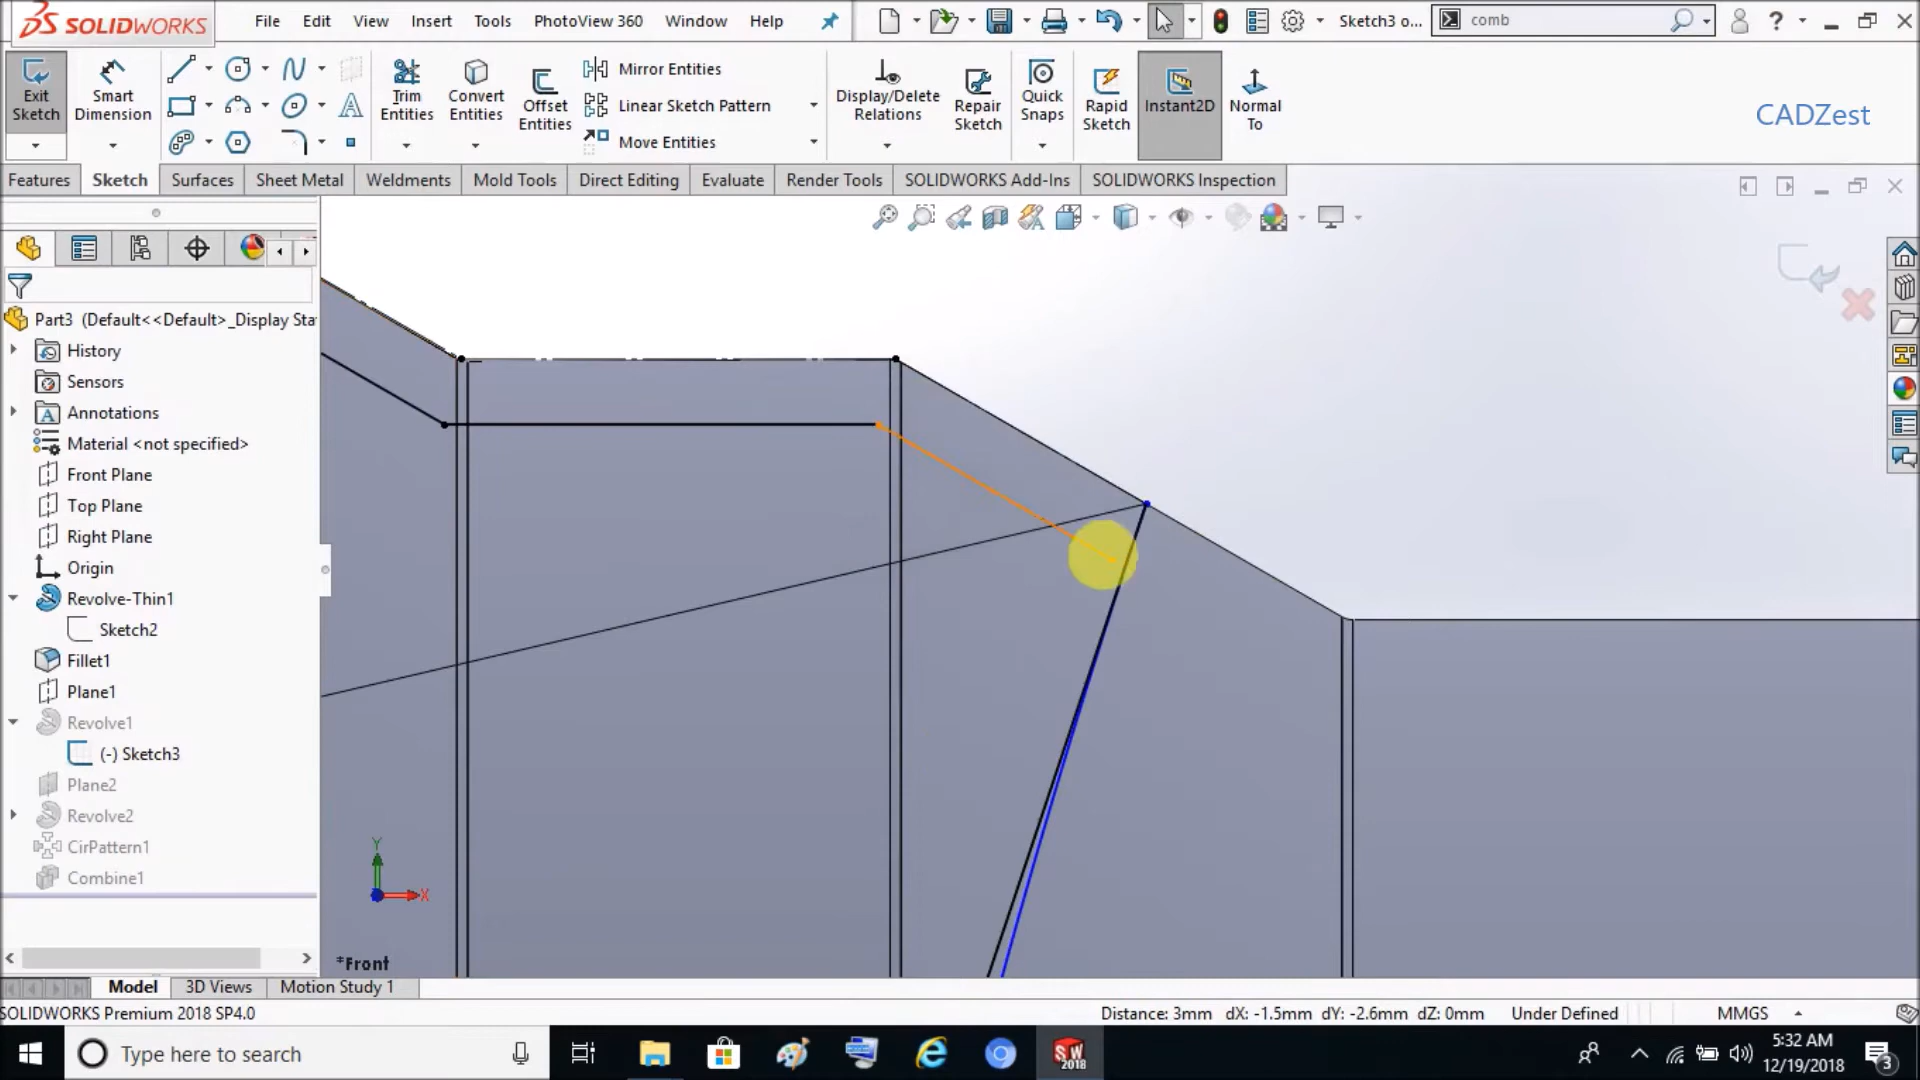 SOLIDWORKS
File Edit View Insert Tools PhotoView 360 Window Help
Sketch3 o...
comb
Exit Sketch
Smart Dimension
Trim Entities
Convert Entities
Offset Entities
Mirror Entities
Linear Sketch Pattern
Move Entities
Display/Delete Relations
Repair Sketch
Quick Snaps
Rapid Sketch
Instant2D
Normal To
CADZest
Features Sketch Surfaces Sheet Metal Weldments Mold Tools Direct Editing Evaluate Render Tools SOLIDWORKS Add-Ins SOLIDWORKS Inspection
Part3 (Default<<Default>_Display Sta
History
Sensors
Annotations
Material <not specified>
Front Plane
Top Plane
Right Plane
Origin
Revolve-Thin1
Sketch2
Fillet1
Plane1
Revolve1
(-) Sketch3
Plane2
Revolve2
CirPattern1
Combine1
Y
X
*Front
Model 3D Views Motion Study 1
SOLIDWORKS Premium 2018 SP4.0
Distance: 3mm dX: -1.5mm dY: -2.6mm dZ: 0mm Under Defined MMGS
Type here to search
SW 2018
5:32 AM
12/19/2018
3